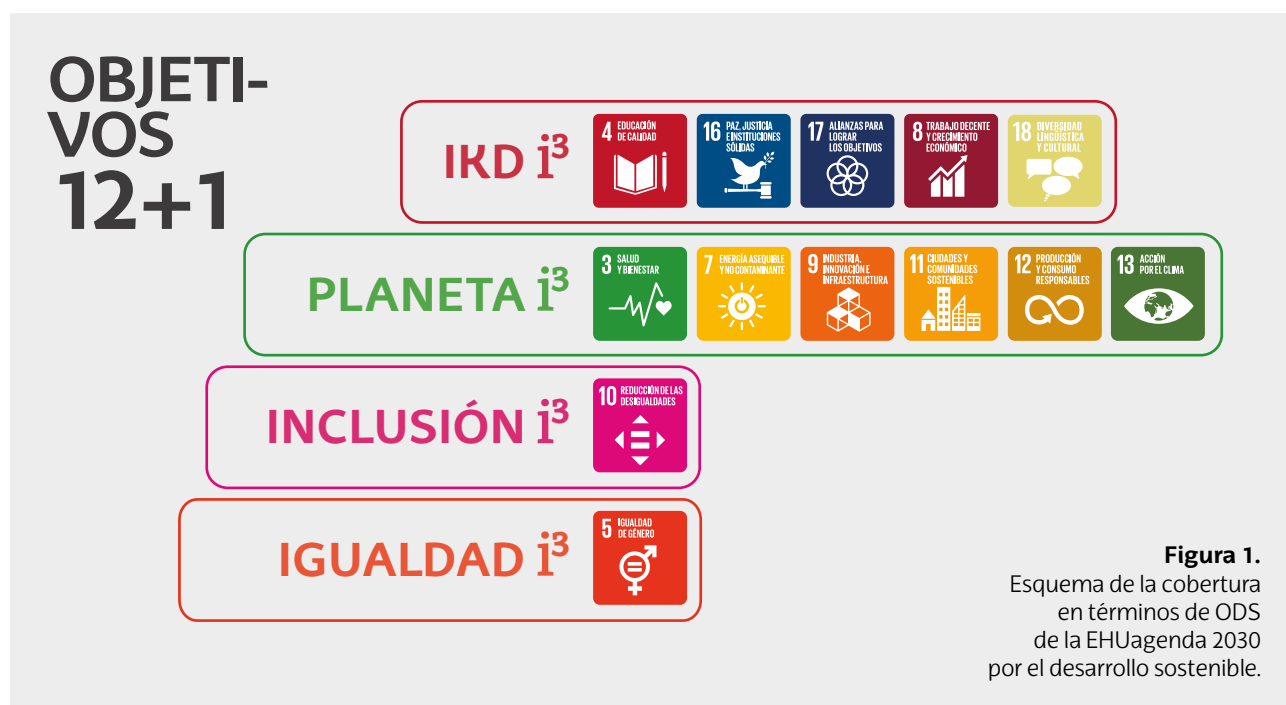 OBJETI-
VOS
12+1
IKD i³
4 EDUCACIÓN
DE CALIDAD
16 PAZ, JUSTICIA
E INSTITUCIONES
SÓLIDAS
17 ALIANZAS PARA
LOGRAR
LOS OBJETIVOS
8 TRABAJO DECENTE
Y CRECIMIENTO
ECONÓMICO
18 DIVERSIDAD
LINGÜÍSTICA
Y CULTURAL
PLANETA i³
3 SALUD
Y BIENESTAR
7 ENERGÍA ASEQUIBLE
Y NO CONTAMINANTE
9 INDUSTRIA,
INNOVACIÓN E
INFRAESTRUCTURA
11 CIUDADES Y
COMUNIDADES
SOSTENIBLES
12 PRODUCCIÓN
Y CONSUMO
RESPONSABLES
13 ACCIÓN
POR EL CLIMA
INCLUSIÓN i³
10 REDUCCIÓN DE LAS
DESIGUALDADES
IGUALDAD i³
5 IGUALDAD
DE GÉNERO
Figura 1.
Esquema de la cobertura
en términos de ODS
de la EHUagenda 2030
por el desarrollo sostenible.